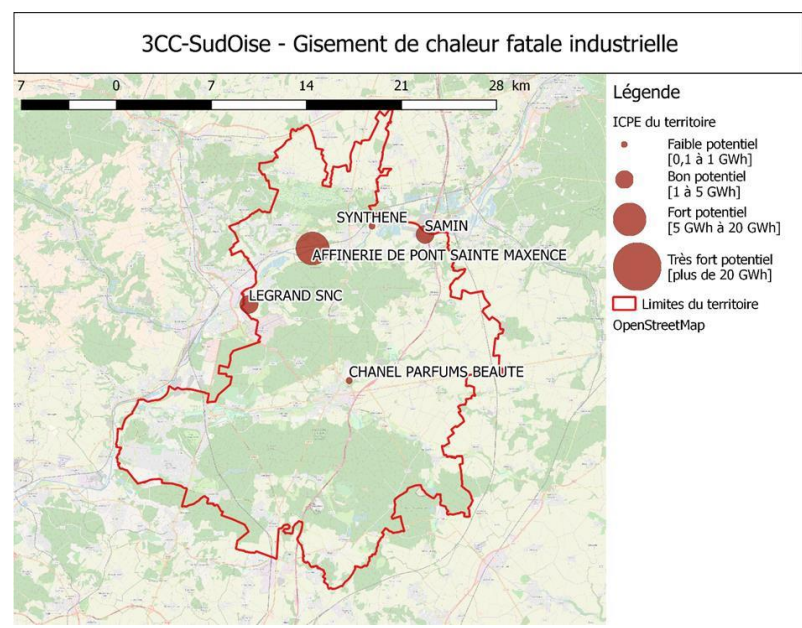 3CC-SudOise - Gisement de chaleur fatale industrielle
7 0 7 14 21 28 km
Légende
ICPE du territoire
Faible potentiel
[0,1 à 1 GWh]
Bon potentiel
[1 à 5 GWh]
Fort potentiel
[5 GWh à 20 GWh]
Très fort potentiel
[plus de 20 GWh]
Limites du territoire
OpenStreetMap
SYNTHENE
SAMIN
AFFINERIE DE PONT SAINTE MAXENCE
LEGRAND SNC
CHANEL PARFUMS BEAUTE